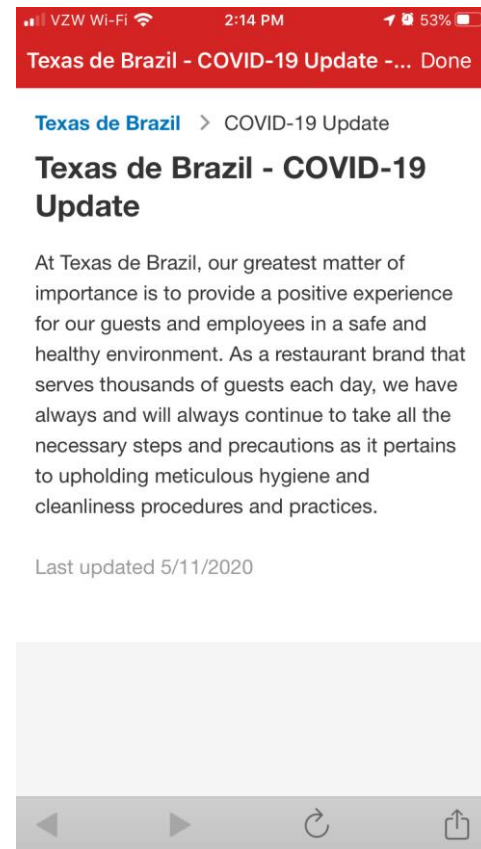 VZW Wi-Fi 2:14 PM 53%
Texas de Brazil - COVID-19 Update -... Done
Texas de Brazil > COVID-19 Update
Texas de Brazil - COVID-19
Update
At Texas de Brazil, our greatest matter of
importance is to provide a positive experience
for our guests and employees in a safe and
healthy environment. As a restaurant brand that
serves thousands of guests each day, we have
always and will always continue to take all the
necessary steps and precautions as it pertains
to upholding meticulous hygiene and
cleanliness procedures and practices.
Last updated 5/11/2020